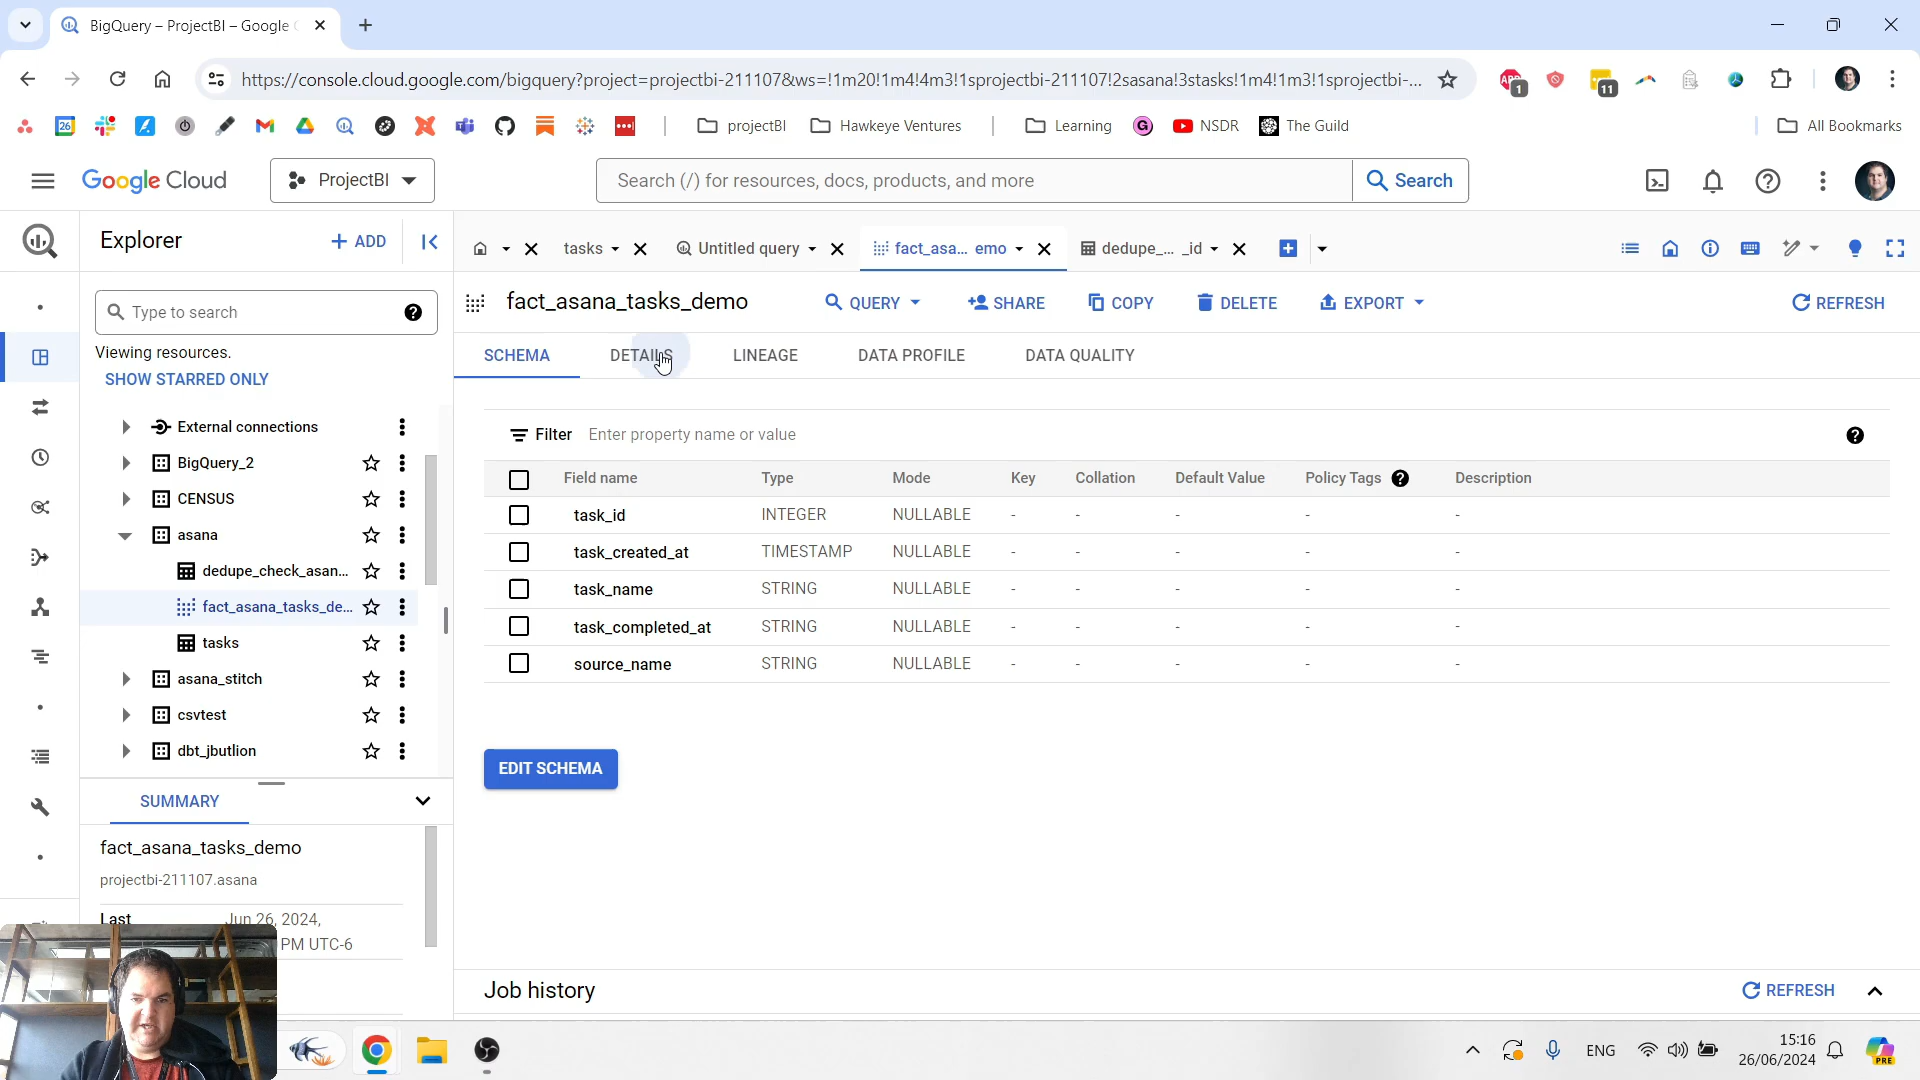 BigQuery – ProjectBI – Google C
https://console.cloud.google.com/bigquery?project=projectbi-211107&ws=!1m20!1m4!4m3!1sprojectbi-211107!2sasana!3stasks!1m4!1m3!1sprojectbi-...
1
11
26
projectBI
Hawkeye Ventures
Learning
G
NSDR
The Guild
All Bookmarks
Google Cloud
ProjectBI
Search (/) for resources, docs, products, and more
Search
Explorer
+ ADD
tasks
Untitled query
fact_asa... emo
dedupe_... _id
Type to search
fact_asana_tasks_demo
QUERY
SHARE
COPY
DELETE
EXPORT
REFRESH
Viewing resources.
SHOW STARRED ONLY
SCHEMA
DETAILS
LINEAGE
DATA PROFILE
DATA QUALITY
External connections
BigQuery_2
CENSUS
asana
dedupe_check_asan...
fact_asana_tasks_de...
tasks
asana_stitch
csvtest
dbt_jbutlion
Filter Enter property name or value
Field name Type Mode Key Collation Default Value Policy Tags Description
task_id INTEGER NULLABLE - - - - -
task_created_at TIMESTAMP NULLABLE - - - - -
task_name STRING NULLABLE - - - - -
task_completed_at STRING NULLABLE - - - - -
source_name STRING NULLABLE - - - - -
EDIT SCHEMA
SUMMARY
fact_asana_tasks_demo
projectbi-211107.asana
Last Jun 26, 2024,
PM UTC-6
Job history
REFRESH
ENG
15:16
26/06/2024
PRE